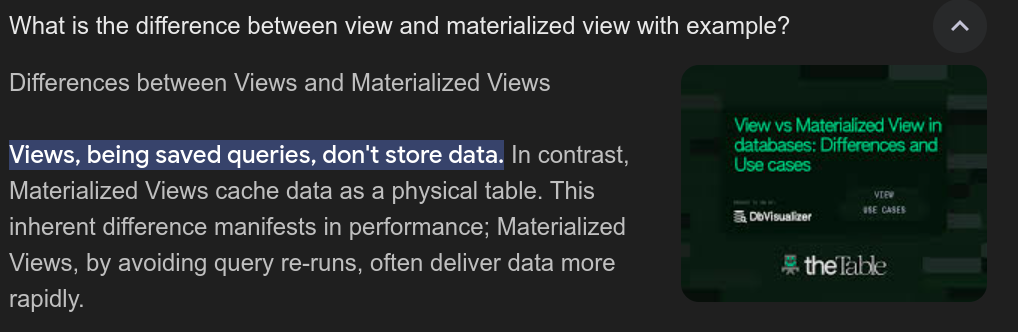 What is the difference between view and materialized view with example?
Differences between Views and Materialized Views
Views, being saved queries, don't store data. In contrast,
Materialized Views cache data as a physical table. This
inherent difference manifests in performance; Materialized
Views, by avoiding query re-runs, often deliver data more
rapidly.
View vs Materialized View in
databases: Differences and
Use cases
VIEW
USE CASES
DbVisualizer
theTable